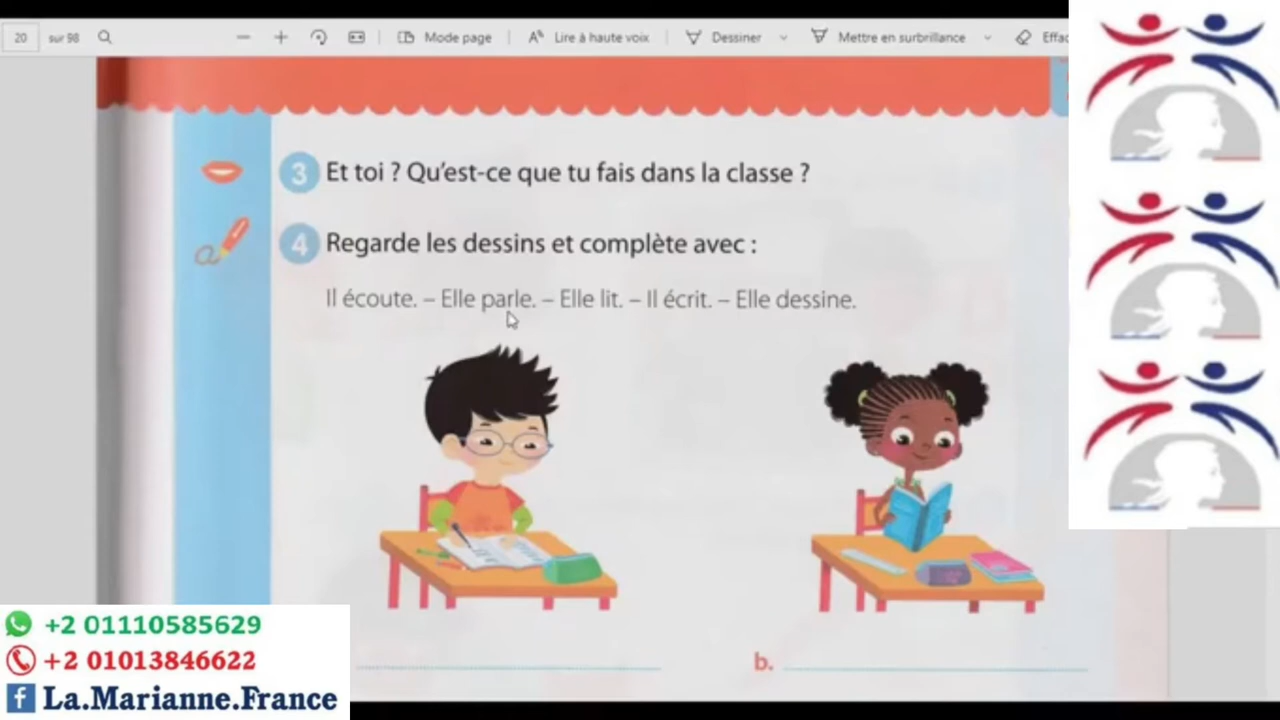 20 sur 98 Mode page Lire à haute voix Dessiner Mettre en surbrillance Effac
3 Et toi ? Qu'est-ce que tu fais dans la classe ?
4 Regarde les dessins et complète avec :
Il écoute. – Elle parle. – Elle lit. – Il écrit. – Elle dessine.
b.
+2 01110585629
+2 01013846622
La.Marianne.France